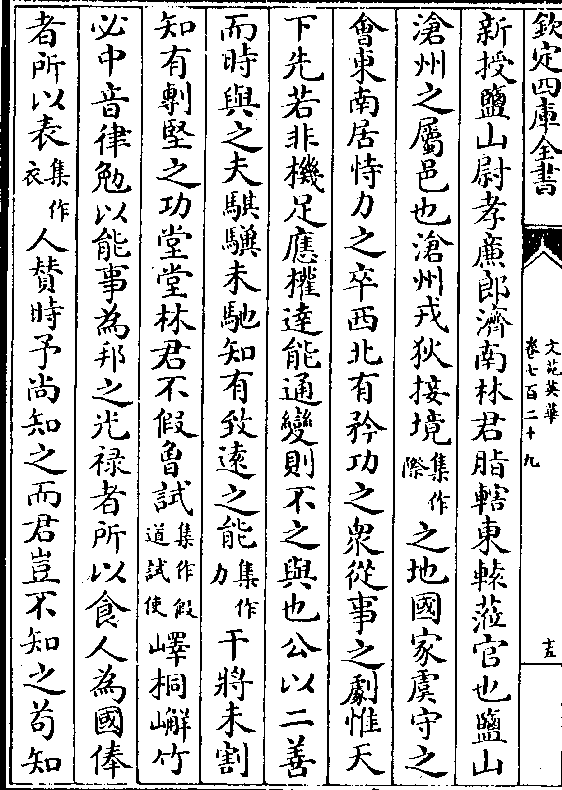 欽定四庫全書
文苑英華
卷七百二十九
十五
新授鹽山尉孝廉郎濟南林君脂轄東轅蒞官也鹽山
滄州之屬邑也滄州戎狄接境集作際之地國家虞守之
會東南居恃力之卒西北有矜功之衆從事之劇惟天
下先若非機足應權達能通變則不之與也公以二善
而時與之夫騏驥未馳知有致遠之能集作力干將未割
知有剸堅之功堂堂林君不假魯試集作假道試使嶧桐嶰竹
必中音律勉以能事為邦之光禄者所以食人為國俸
者所以表集作衣人贊時予尚知之而君豈不知之苟知